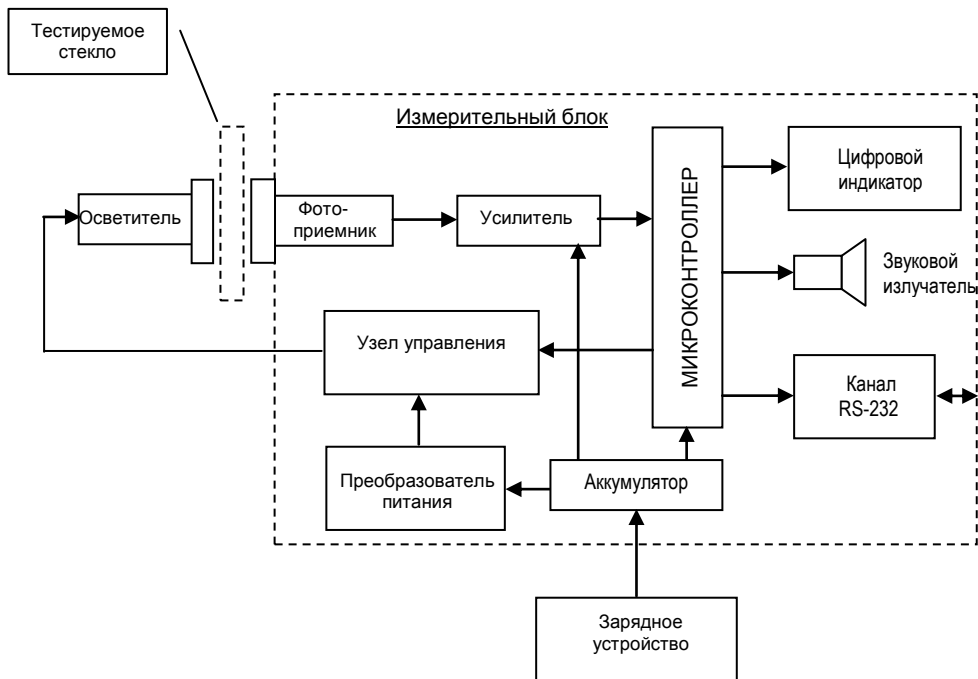 Тестируемое
стекло
Измерительный блок
Осветитель
Фото-
приемник
Усилитель
МИКРОКОНТРОЛЛЕР
Цифровой
индикатор
Звуковой
излучатель
Узел управления
Канал
RS-232
Преобразователь
питания
Аккумулятор
Зарядное
устройство